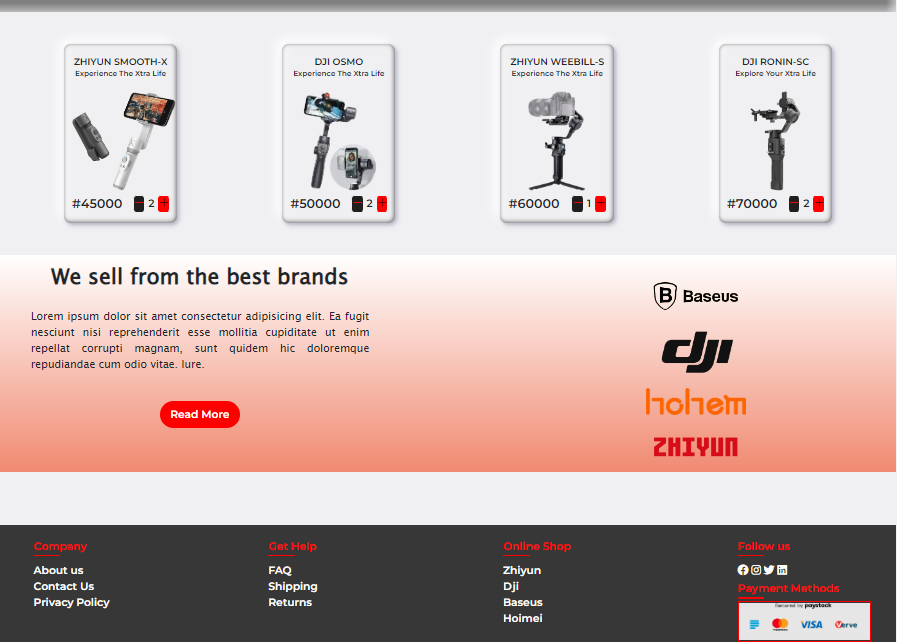 ZHIYUN SMOOTH-X
Experience The Xtra Life
#45000 − 2 +
DJI OSMO
Experience The Xtra Life
#50000 − 2 +
ZHIYUN WEEBILL-S
Experience The Xtra Life
#60000 − 1 +
DJI RONIN-SC
Explore Your Xtra Life
#70000 − 2 +
We sell from the best brands
Lorem ipsum dolor sit amet consectetur adipisicing elit. Ea fugit
nesciunt nisi reprehenderit esse mollitia cupiditate ut enim
repellat corrupti magnam, sunt quidem hic doloremque
repudiandae cum odio vitae. Iure.
Read More
B Baseus
dji
hohem
ZHIYUN
Company
About us
Contact Us
Privacy Policy
Get Help
FAQ
Shipping
Returns
Online Shop
Zhiyun
Dji
Baseus
Hoimei
Follow us
Payment Methods
Secured by paystack
mastercard VISA Verve